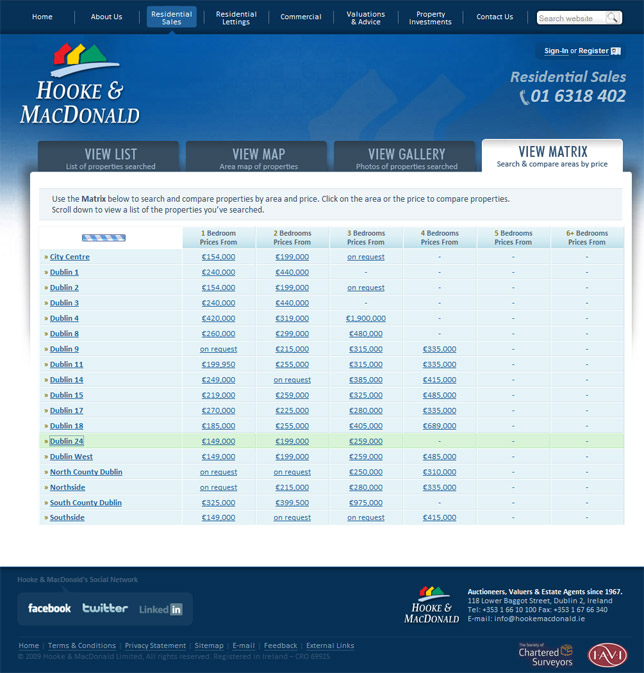 Home
About Us
Residential Sales
Residential Lettings
Commercial
Valuations & Advice
Property Investments
Contact Us
Search website
Sign-In or Register
HOOKE & MACDONALD
Residential Sales
01 6318 402
VIEW LIST
List of properties searched
VIEW MAP
Area map of properties
VIEW GALLERY
Photos of properties searched
VIEW MATRIX
Search & compare areas by price
Use the Matrix below to search and compare properties by area and price. Click on the area or the price to compare properties.
Scroll down to view a list of the properties you've searched.
1 Bedroom Prices From 2 Bedrooms Prices From 3 Bedrooms Prices From 4 Bedrooms Prices From 5 Bedrooms Prices From 6+ Bedrooms Prices From
» City Centre €154,000 €199,000 on request - - -
» Dublin 1 €240,000 €440,000 - - - -
» Dublin 2 €154,000 €199,000 on request - - -
» Dublin 3 €240,000 €440,000 - - - -
» Dublin 4 €420,000 €319,000 €1,900,000 - - -
» Dublin 8 €260,000 €299,000 €480,000 - - -
» Dublin 9 on request €215,000 €315,000 €335,000 - -
» Dublin 11 €199,950 €255,000 €315,000 €335,000 - -
» Dublin 14 €249,000 on request €385,000 €415,000 - -
» Dublin 15 €219,000 €259,000 €325,000 €485,000 - -
» Dublin 17 €270,000 €225,000 €280,000 €335,000 - -
» Dublin 18 €185,000 €255,000 €405,000 €689,000 - -
» Dublin 24 €149,000 €199,000 €259,000 - - -
» Dublin West €149,000 €199,000 €259,000 €485,000 - -
» North County Dublin on request on request €250,000 €310,000 - -
» Northside on request €215,000 €280,000 €335,000 - -
» South County Dublin €325,000 €399,500 €975,000 - - -
» Southside €149,000 on request on request €415,000 - -
Hooke & MacDonald's Social Network
facebook twitter Linked in
HOOKE & MACDONALD
Auctioneers, Valuers & Estate Agents since 1967.
118 Lower Baggot Street, Dublin 2, Ireland
Tel: +353 1 66 10 100 Fax: +353 1 67 66 340
E-mail: info@hookemacdonald.ie
Home | Terms & Conditions | Privacy Statement | Sitemap | E-mail | Feedback | External Links
© 2009 Hooke & MacDonald Limited, All rights reserved. Registered in Ireland – CRO 69925
The Society of
Chartered
Surveyors
IAVI